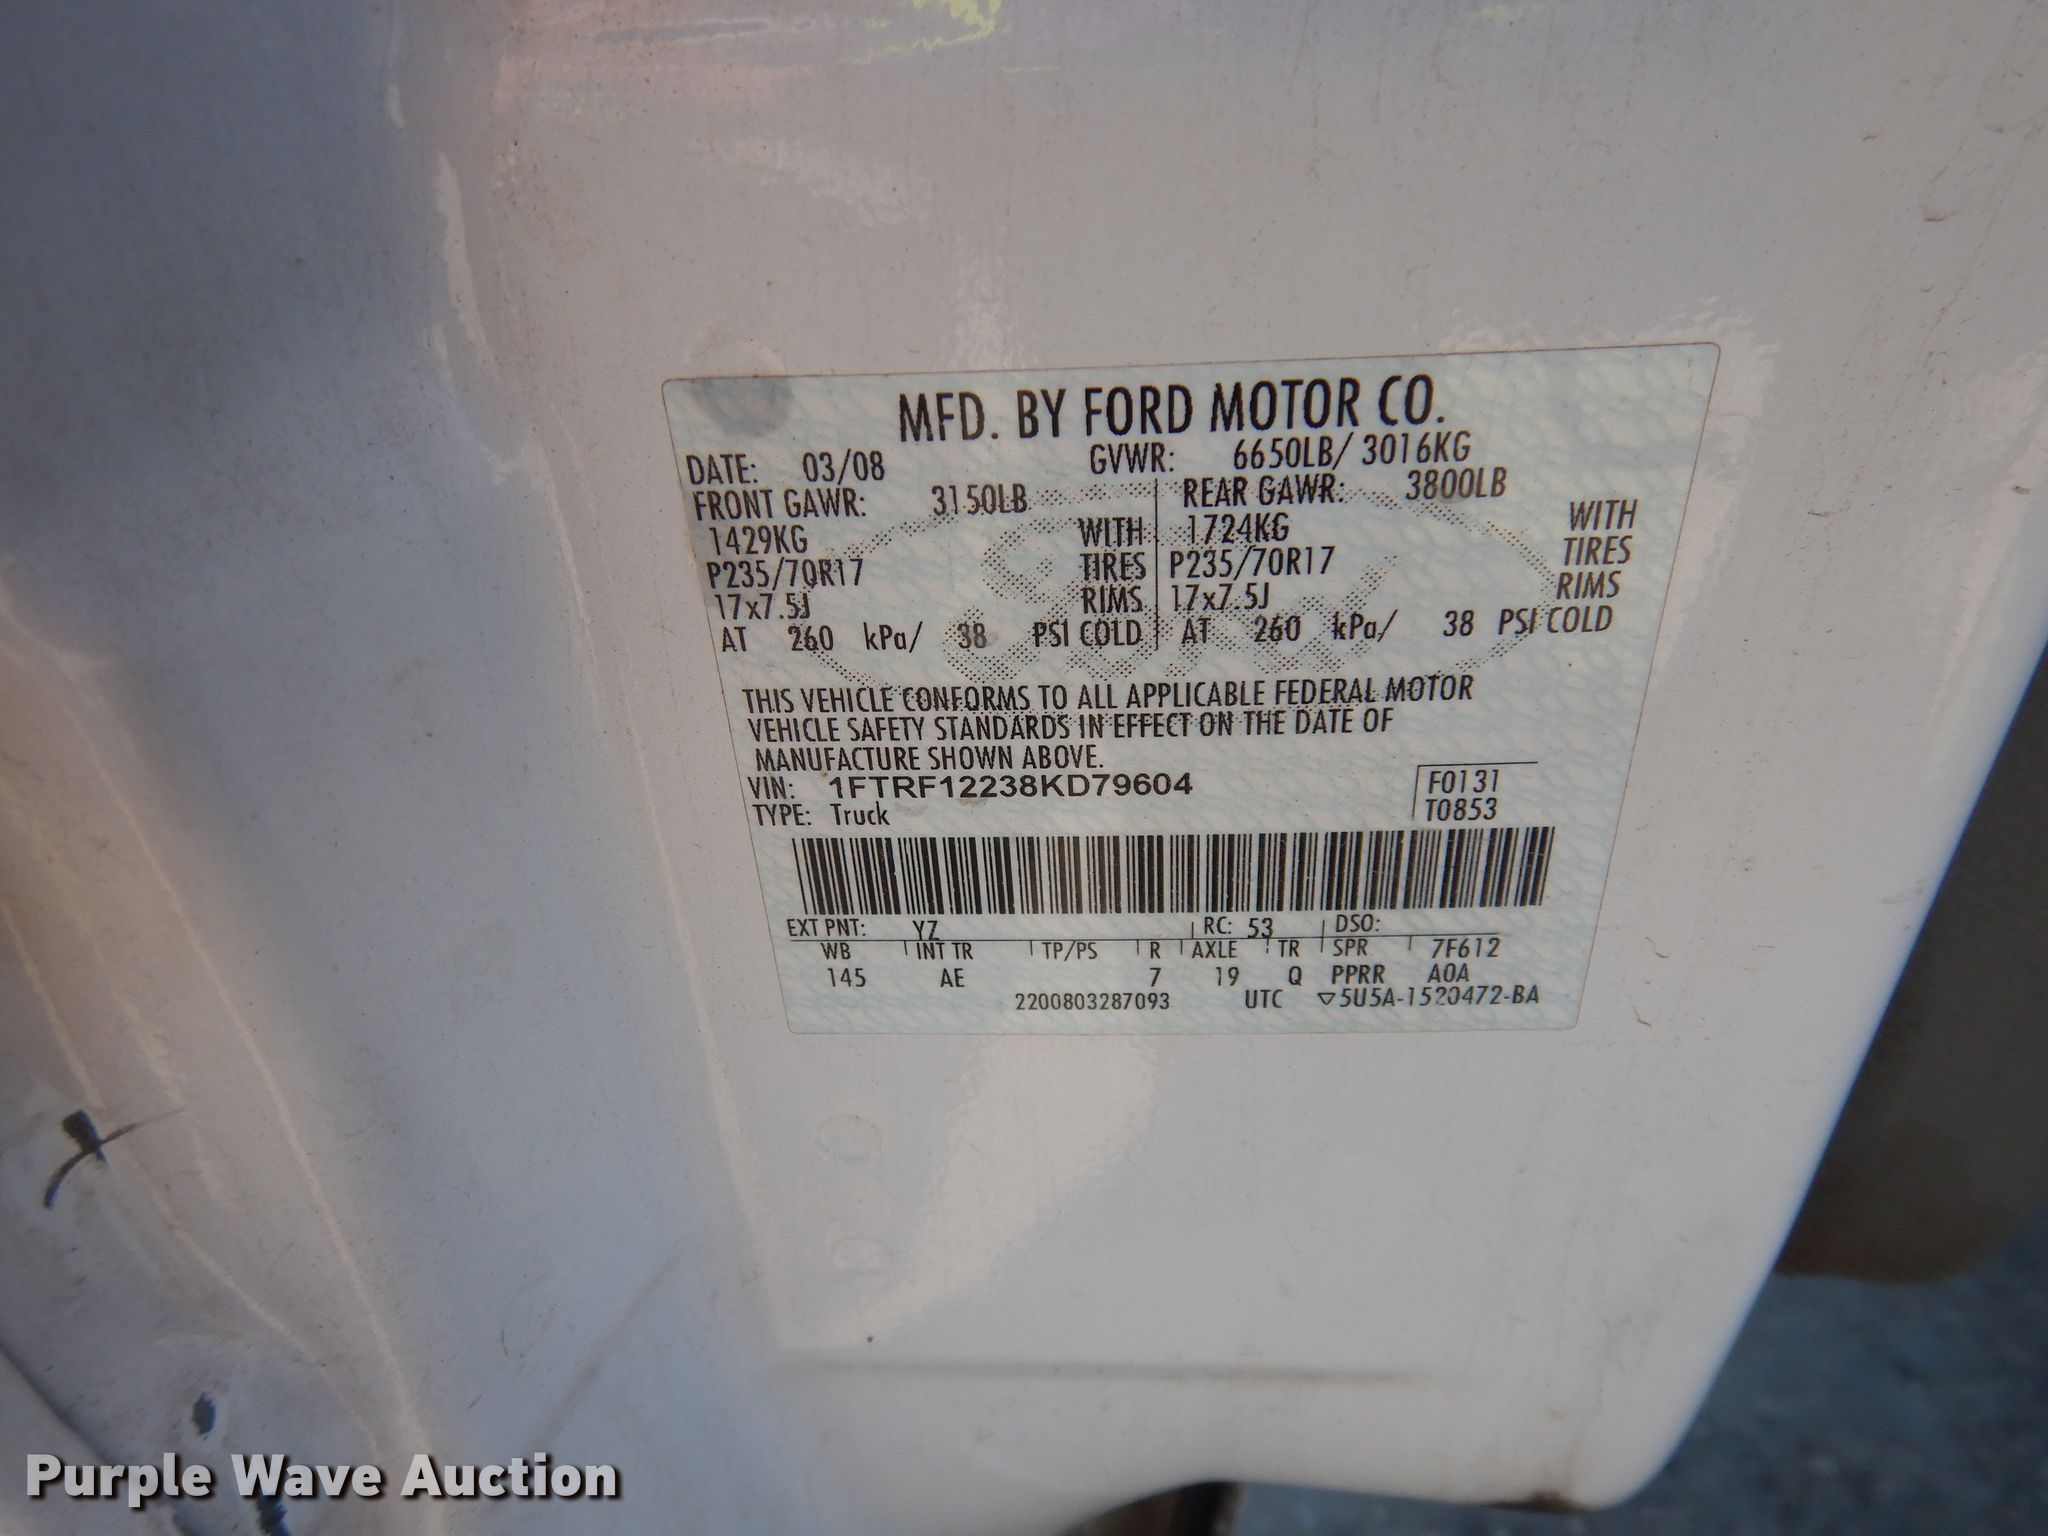 MFD. BY FORD MOTOR CO.
DATE: 03/08 GVWR: 6650LB/ 3016KG
FRONT GAWR: 3150LB REAR GAWR: 3800LB
1429KG WITH 1724KG WITH
P235/70R17 TIRES P235/70R17 TIRES
17x7.5J RIMS 17x7.5J RIMS
AT 260 kPa/ 38 PSI COLD AT 260 kPa/ 38 PSI COLD
THIS VEHICLE CONFORMS TO ALL APPLICABLE FEDERAL MOTOR
VEHICLE SAFETY STANDARDS IN EFFECT ON THE DATE OF
MANUFACTURE SHOWN ABOVE.
VIN: 1FTRF12238KD79604 F0131
TYPE: Truck T0853
EXT PNT: YZ RC: 53 DSO:
WB INT TR TP/PS R AXLE TR SPR 7F612
145 AE 7 19 Q PPRR A0A
2200803287093 UTC ▽5U5A-1520472-BA
Purple Wave Auction